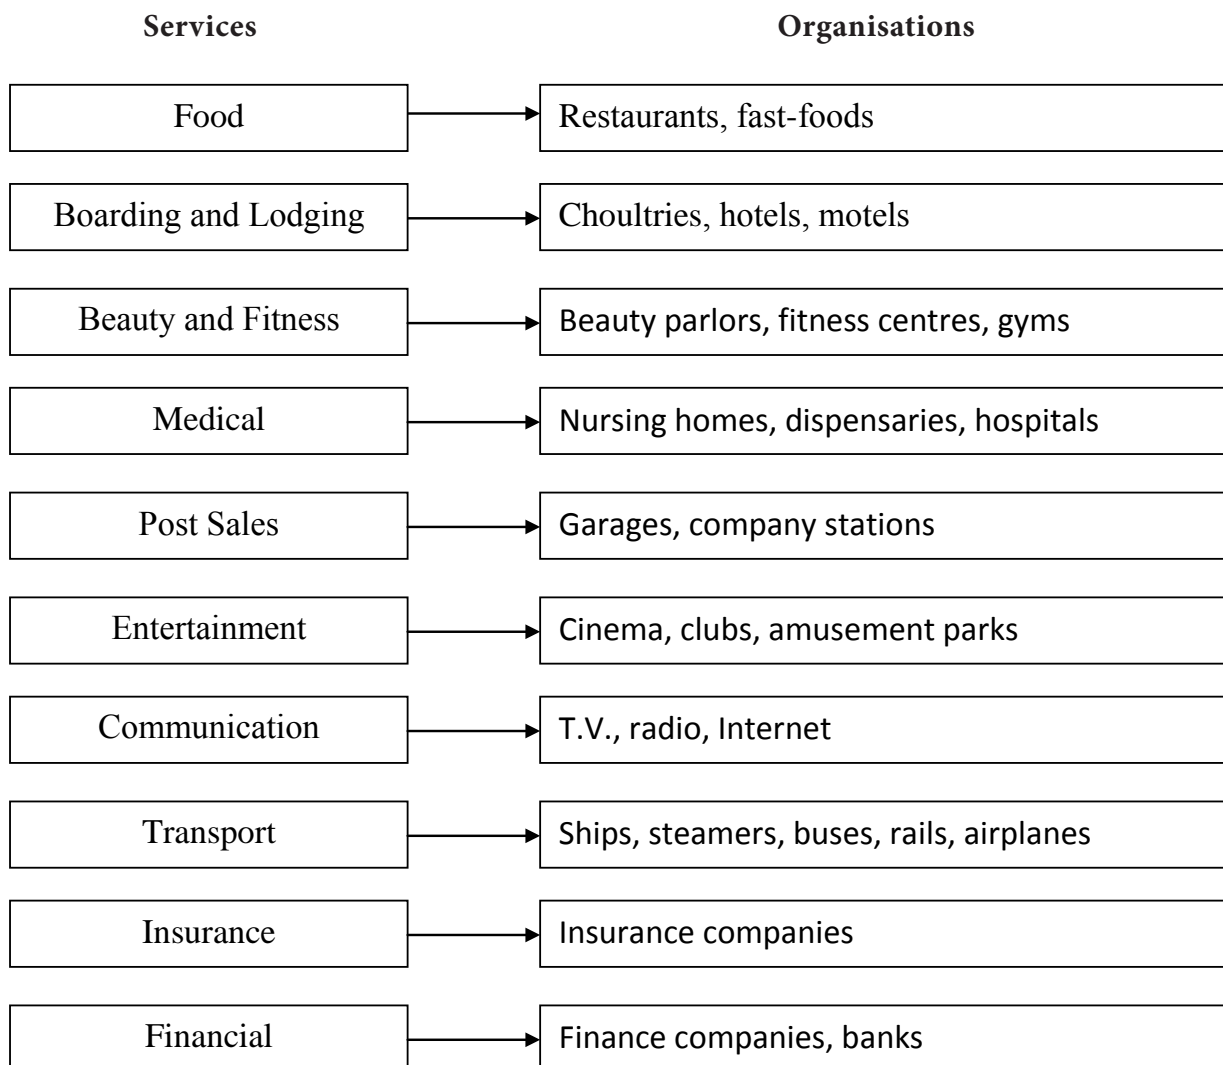 Services Organisations
Food Restaurants, fast-foods
Boarding and Lodging Choultries, hotels, motels
Beauty and Fitness Beauty parlors, fitness centres, gyms
Medical Nursing homes, dispensaries, hospitals
Post Sales Garages, company stations
Entertainment Cinema, clubs, amusement parks
Communication T.V., radio, Internet
Transport Ships, steamers, buses, rails, airplanes
Insurance Insurance companies
Financial Finance companies, banks